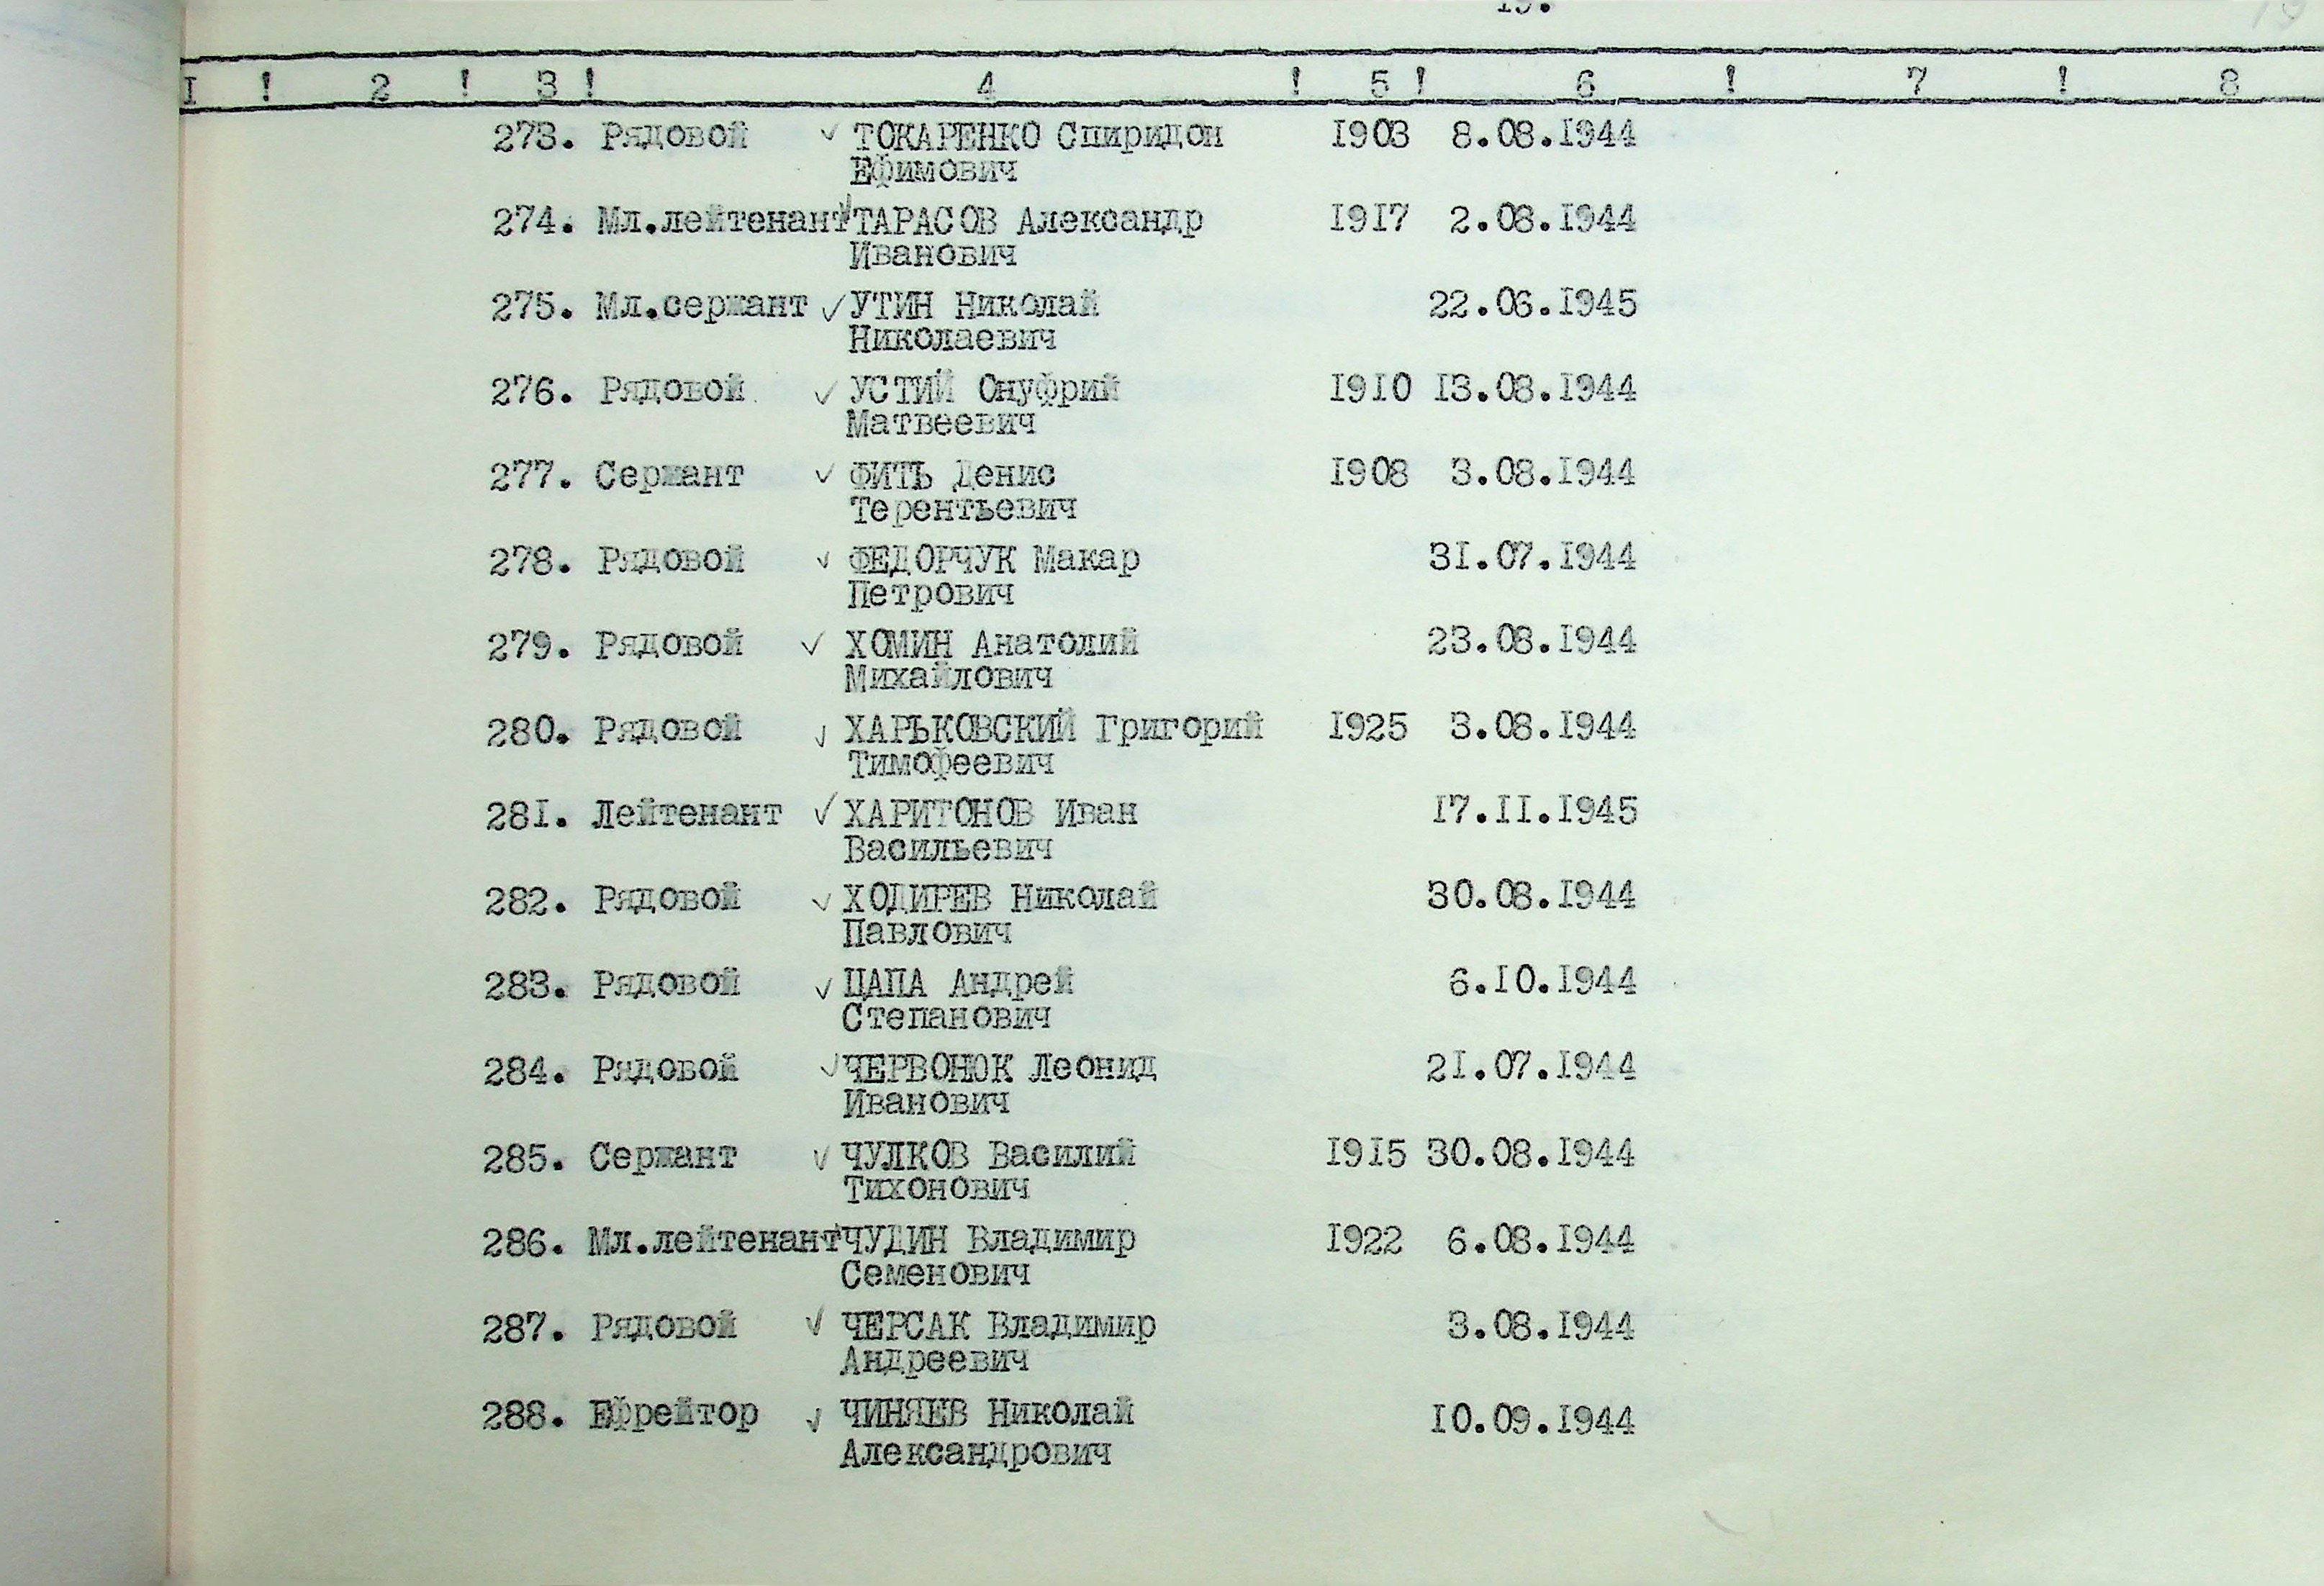 I ! 2 ! 3 ! 4 ! 5 ! 6 ! 7 ! 8
273. Рядовой ✓ ТОКАРЕНКО Спиридон 1903 8.08.1944
Ефимович
274. Мл.лейтенант ✓ ТАРАСОВ Александр 1917 2.08.1944
Иванович
275. Мл.сержант ✓ УТИН Николай 22.06.1945
Николаевич
276. Рядовой ✓ УСТИЙ Онуфрий 1910 13.08.1944
Матвеевич
277. Сержант ✓ ФИТЬ Денис 1908 3.08.1944
Терентьевич
278. Рядовой ✓ ФЕДОРЧУК Макар 31.07.1944
Петрович
279. Рядовой ✓ ХОМИН Анатолий 23.08.1944
Михайлович
280. Рядовой ✓ ХАРЬКОВСКИЙ Григорий 1925 3.08.1944
Тимофеевич
281. Лейтенант ✓ ХАРИТОНОВ Иван 17.11.1945
Васильевич
282. Рядовой ✓ ХОДИРЕВ Николай 30.08.1944
Павлович
283. Рядовой ✓ ЦАПА Андрей 6.10.1944
Степанович
284. Рядовой ✓ ЧЕРВОНЮК Леонид 21.07.1944
Иванович
285. Сержант ✓ ЧУЛКОВ Василий 1915 30.08.1944
Тихонович
286. Мл.лейтенант ЧУДИН Владимир 1922 6.08.1944
Семенович
287. Рядовой ✓ ЧЕРСАК Владимир 3.08.1944
Андреевич
288. Ефрейтор ✓ ЧИНЯЕВ Николай 10.09.1944
Александрович